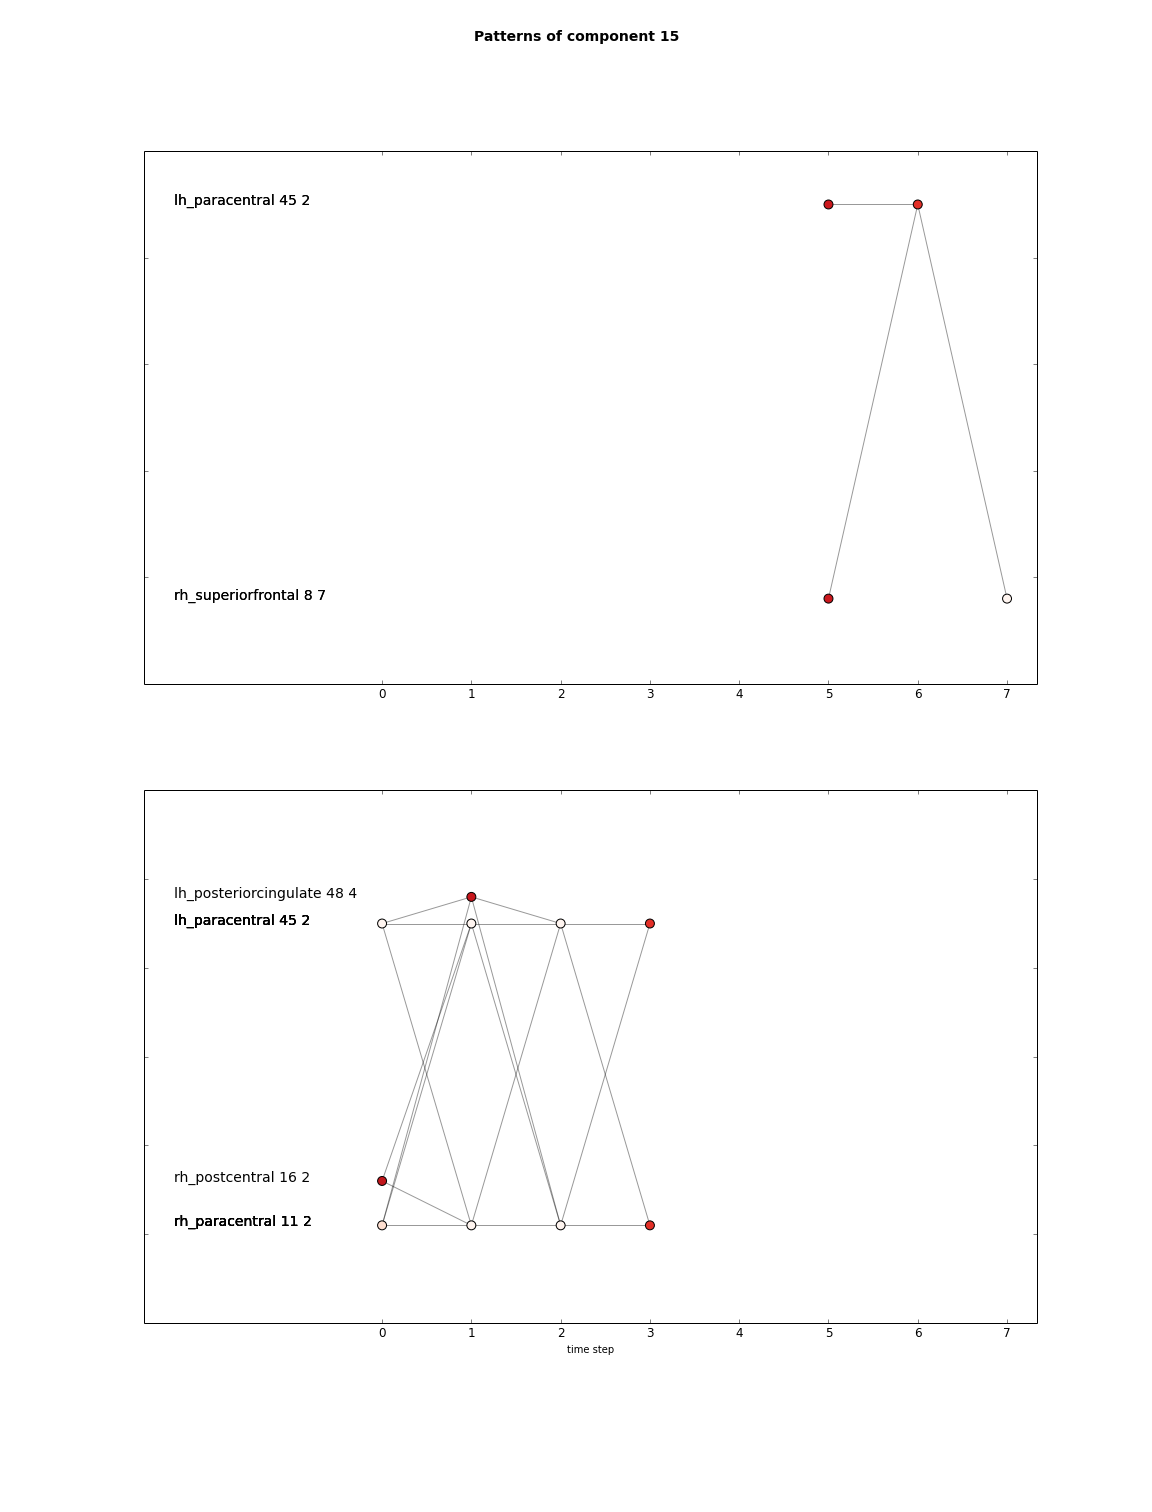 Patterns of component 15
lh_paracentral 45 2
rh_superiorfrontal 8 7
0 1 2 3 4 5 6 7
lh_posteriorcingulate 48 4
lh_paracentral 45 2
rh_postcentral 16 2
rh_paracentral 11 2
0 1 2 3 4 5 6 7
time step